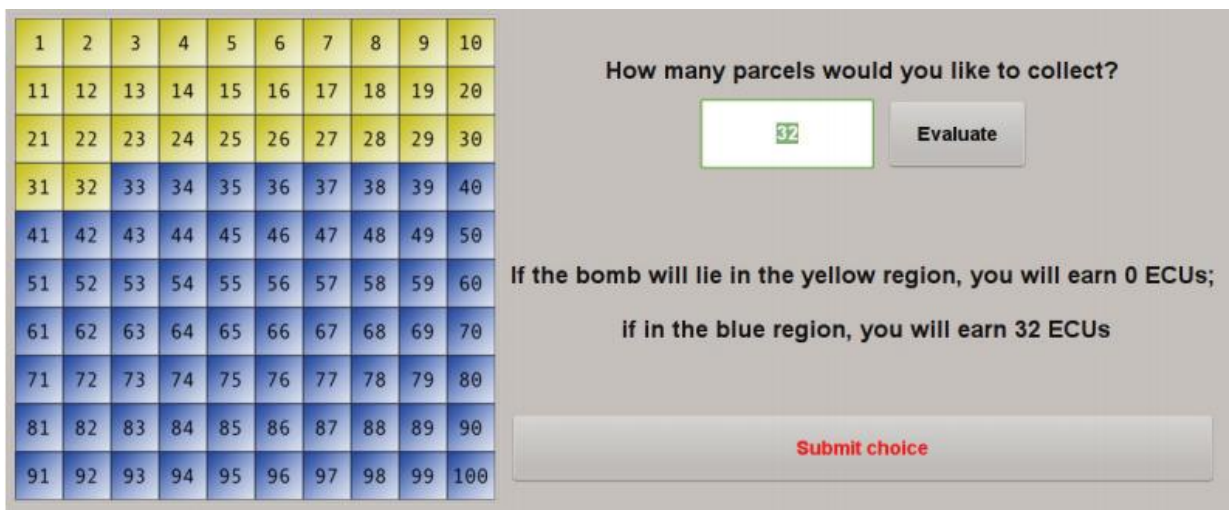 1 2 3 4 5 6 7 8 9 10
11 12 13 14 15 16 17 18 19 20
21 22 23 24 25 26 27 28 29 30
31 32 33 34 35 36 37 38 39 40
41 42 43 44 45 46 47 48 49 50
51 52 53 54 55 56 57 58 59 60
61 62 63 64 65 66 67 68 69 70
71 72 73 74 75 76 77 78 79 80
81 82 83 84 85 86 87 88 89 90
91 92 93 94 95 96 97 98 99 100
How many parcels would you like to collect?
32 Evaluate
If the bomb will lie in the yellow region, you will earn 0 ECUs;
if in the blue region, you will earn 32 ECUs
Submit choice